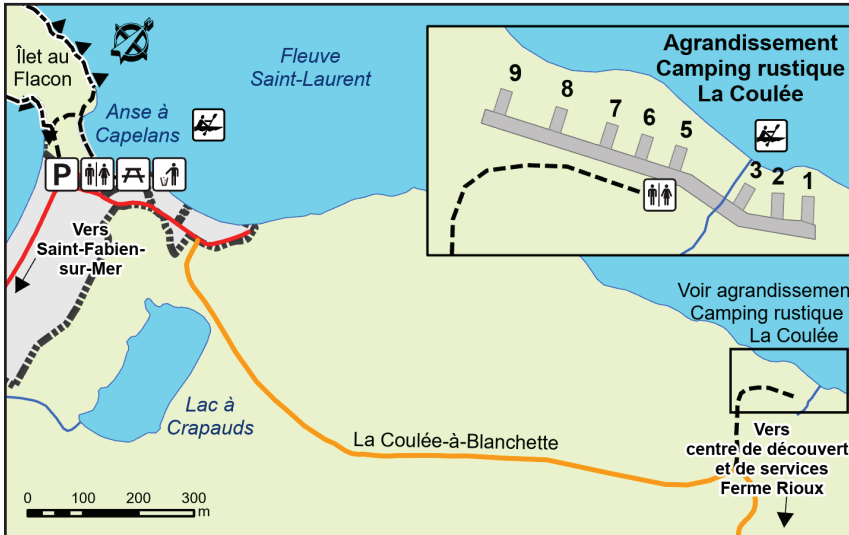 Îlet au
Flacon
Fleuve
Saint-Laurent
Anse à
Capelans
P
Vers
Saint-Fabien-
sur-Mer
Lac à
Crapauds
La Coulée-à-Blanchette
0 100 200 300
m
Agrandissement
Camping rustique
La Coulée
9 8 7 6 5 3 2 1
Voir agrandissemen
Camping rustique
La Coulée
Vers
centre de découvert
et de services
Ferme Rioux